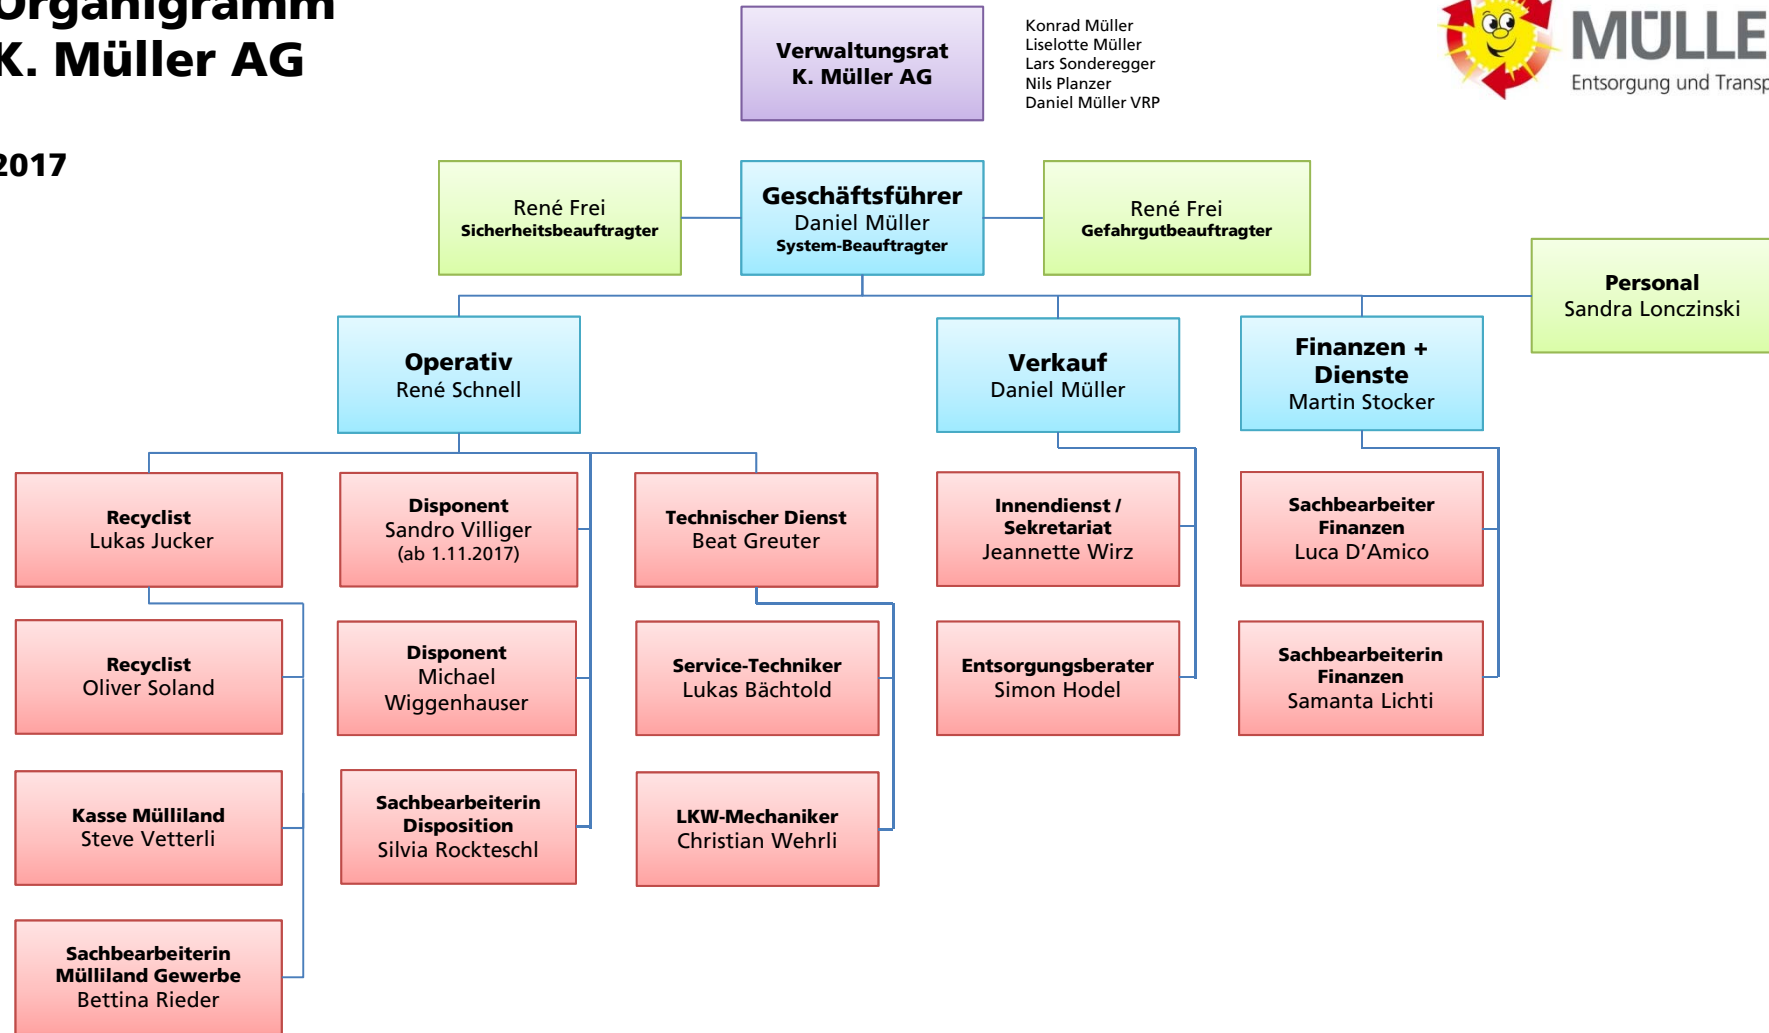 Organigramm
K. Müller AG
2017
Verwaltungsrat
K. Müller AG
Konrad Müller
Liselotte Müller
Lars Sonderegger
Nils Planzer
Daniel Müller VRP
MÜLLE
Entsorgung und Transp
René Frei
Sicherheitsbeauftragter
Geschäftsführer
Daniel Müller
System-Beauftragter
René Frei
Gefahrgutbeauftragter
Personal
Sandra Lonczinski
Operativ
René Schnell
Verkauf
Daniel Müller
Finanzen +
Dienste
Martin Stocker
Recyclist
Lukas Jucker
Disponent
Sandro Villiger
(ab 1.11.2017)
Technischer Dienst
Beat Greuter
Innendienst /
Sekretariat
Jeannette Wirz
Sachbearbeiter
Finanzen
Luca D’Amico
Recyclist
Oliver Soland
Disponent
Michael
Wiggenhauser
Service-Techniker
Lukas Bächtold
Entsorgungsberater
Simon Hodel
Sachbearbeiterin
Finanzen
Samanta Lichti
Kasse Mülliland
Steve Vetterli
Sachbearbeiterin
Disposition
Silvia Rockteschl
LKW-Mechaniker
Christian Wehrli
Sachbearbeiterin
Mülliland Gewerbe
Bettina Rieder